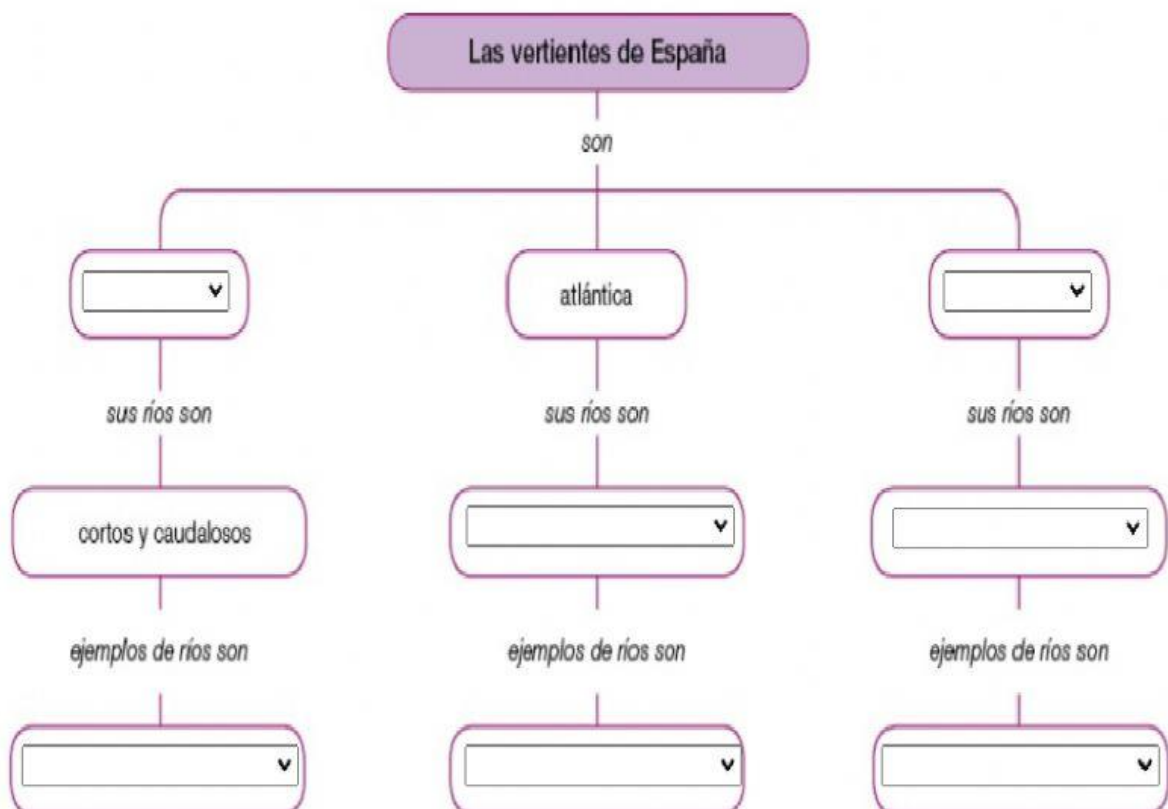 Las vertientes de España
son
atlántica
sus ríos son
sus ríos son
sus ríos son
cortos y caudalosos
ejemplos de ríos son
ejemplos de ríos son
ejemplos de ríos son